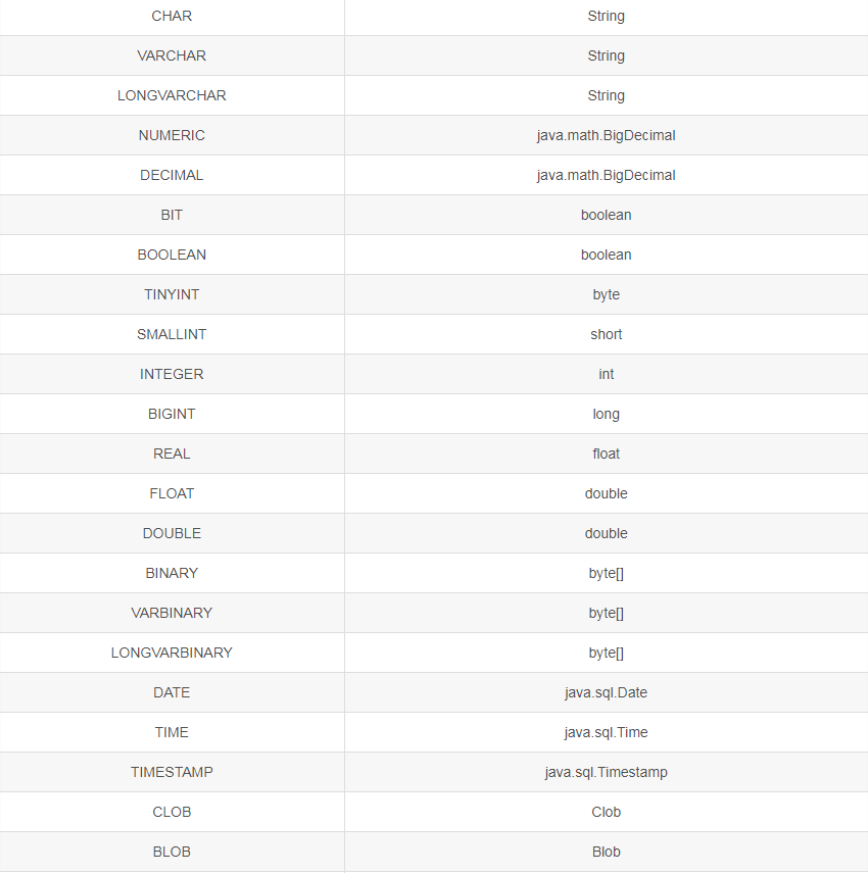 CHAR String
VARCHAR String
LONGVARCHAR String
NUMERIC java.math.BigDecimal
DECIMAL java.math.BigDecimal
BIT boolean
BOOLEAN boolean
TINYINT byte
SMALLINT short
INTEGER int
BIGINT long
REAL float
FLOAT double
DOUBLE double
BINARY byte[]
VARBINARY byte[]
LONGVARBINARY byte[]
DATE java.sql.Date
TIME java.sql.Time
TIMESTAMP java.sql.Timestamp
CLOB Clob
BLOB Blob